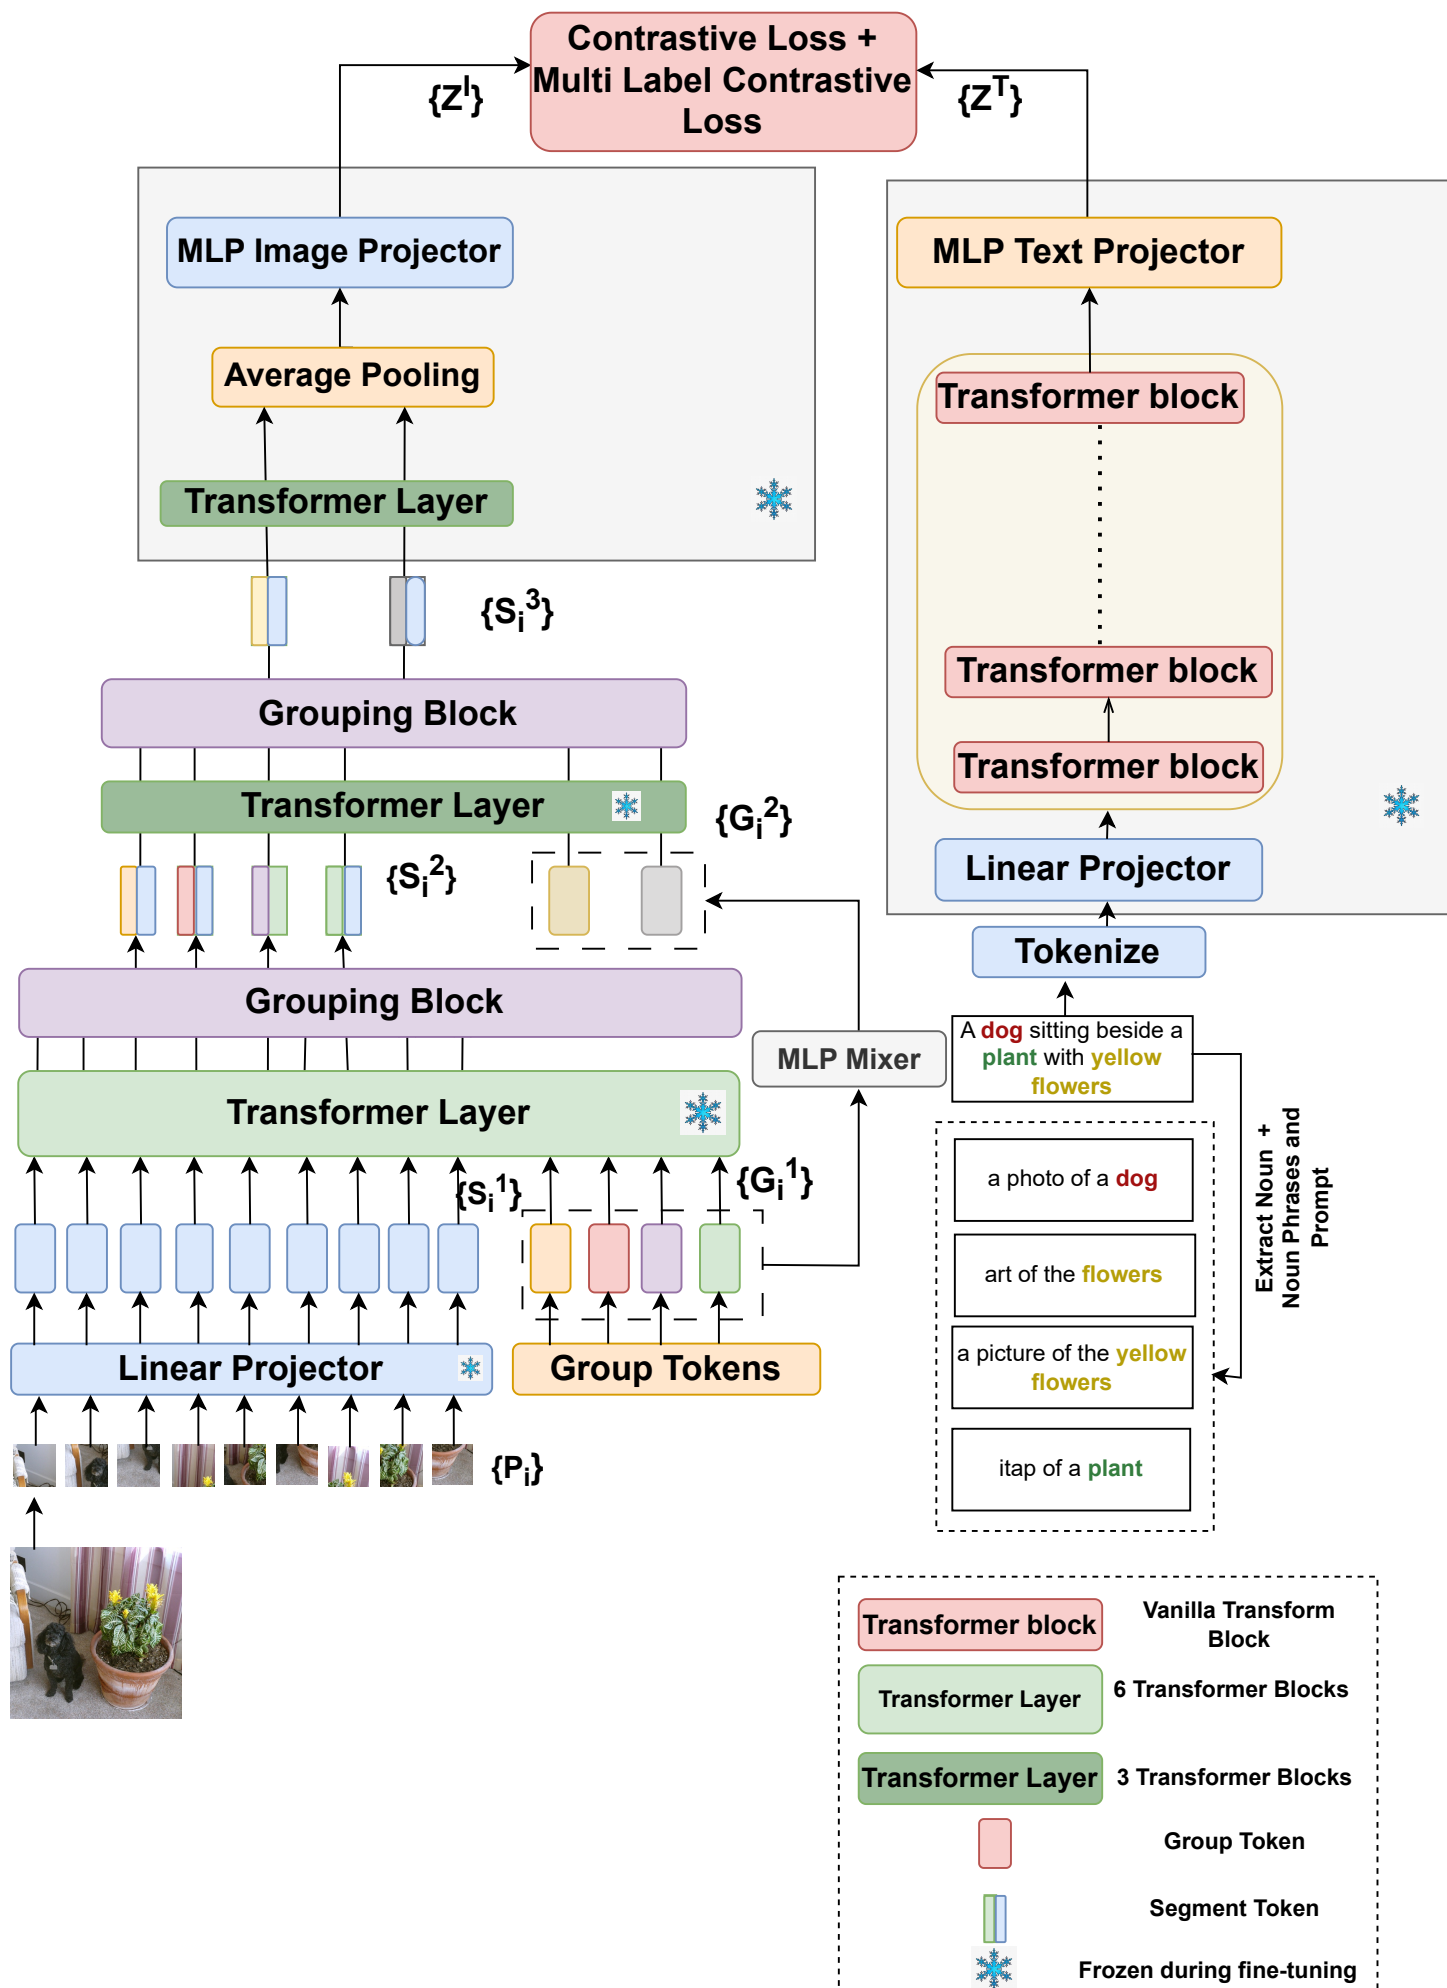 Contrastive Loss +
Multi Label Contrastive
Loss
{Z^I}
{Z^T}
MLP Image Projector
Average Pooling
Transformer Layer
{S_i^3}
Grouping Block
Transformer Layer
{G_i^2}
{S_i^2}
Grouping Block
Transformer Layer
{S_i^1}
{G_i^1}
Linear Projector
Group Tokens
{P_i}
MLP Mixer
MLP Text Projector
Transformer block
Transformer block
Transformer block
Linear Projector
Tokenize
A dog sitting beside a
plant with yellow
flowers
Extract Noun +
Noun Phrases and
Prompt
a photo of a dog
art of the flowers
a picture of the yellow
flowers
itap of a plant
Transformer block
Vanilla Transform
Block
Transformer Layer
6 Transformer Blocks
Transformer Layer
3 Transformer Blocks
Group Token
Segment Token
Frozen during fine-tuning